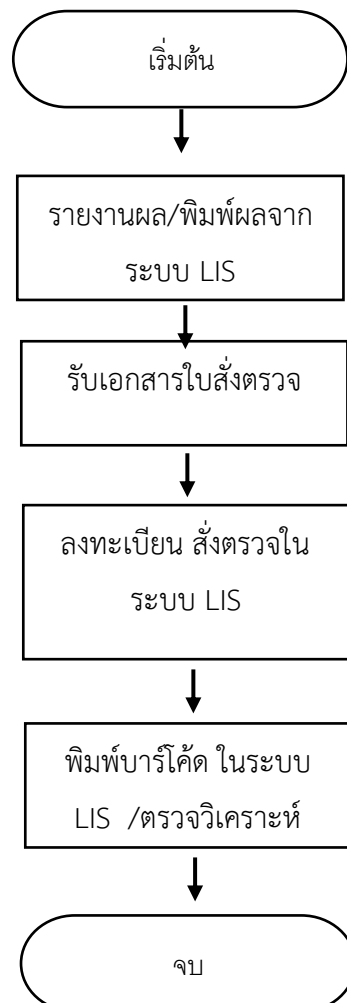 เริ่มต้น
รายงานผล/พิมพ์ผลจาก
ระบบ LIS
รับเอกสารใบสั่งตรวจ
ลงทะเบียน สั่งตรวจใน
ระบบ LIS
พิมพ์บาร์โค้ด ในระบบ
LIS /ตรวจวิเคราะห์
จบ